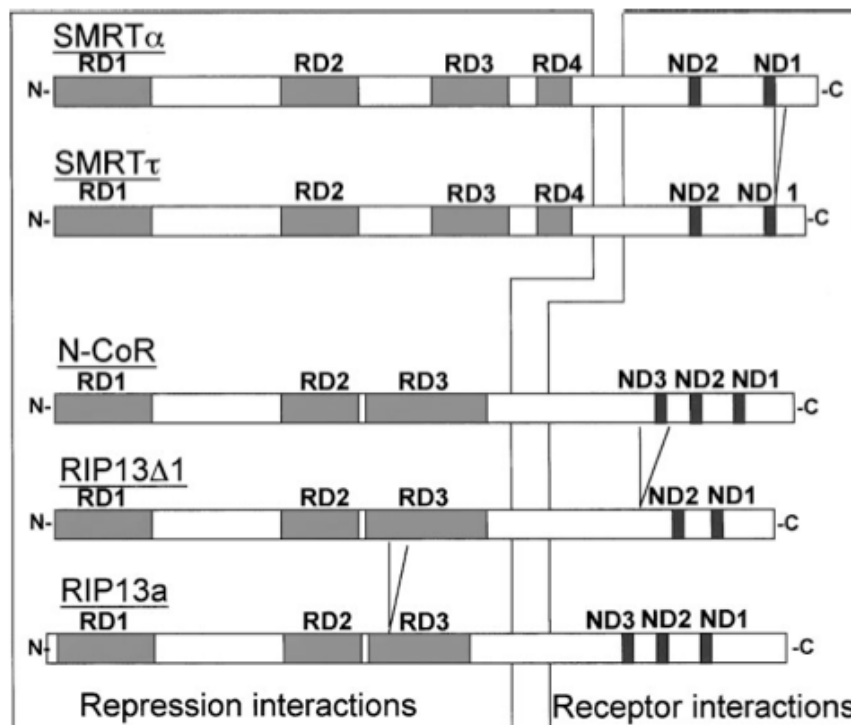 SMRTα
RD1 RD2 RD3 RD4 ND2 ND1
N- -C
SMRTτ
RD1 RD2 RD3 RD4 ND2 ND 1
N- -C
N-CoR
RD1 RD2 RD3 ND3 ND2 ND1
N- -C
RIP13Δ1
RD1 RD2 RD3 ND2 ND1
N- -C
RIP13a
RD1 RD2 RD3 ND3 ND2 ND1
N- -C
Repression interactions Receptor interactions